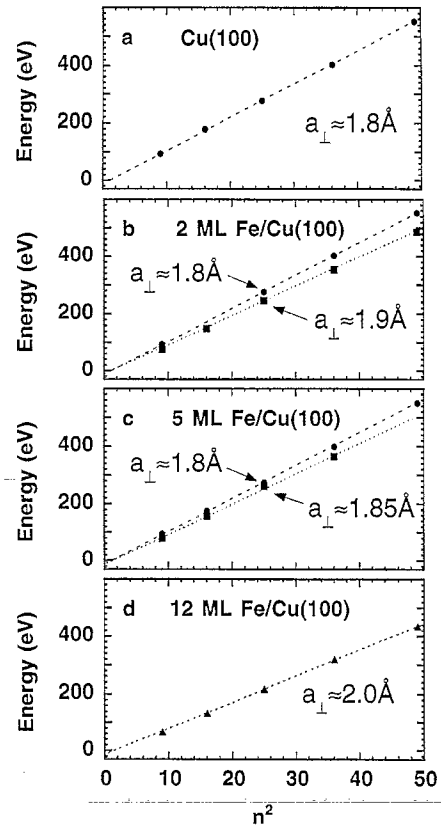 a Cu(100)
Energy (eV)
400
200
0
a⊥≈1.8Å
b 2 ML Fe/Cu(100)
Energy (eV)
400
200
0
a⊥≈1.8Å
a⊥≈1.9Å
c 5 ML Fe/Cu(100)
Energy (eV)
400
200
0
a⊥≈1.8Å
a⊥≈1.85Å
d 12 ML Fe/Cu(100)
Energy (eV)
400
200
0
a⊥≈2.0Å
0 10 20 30 40 50
n²